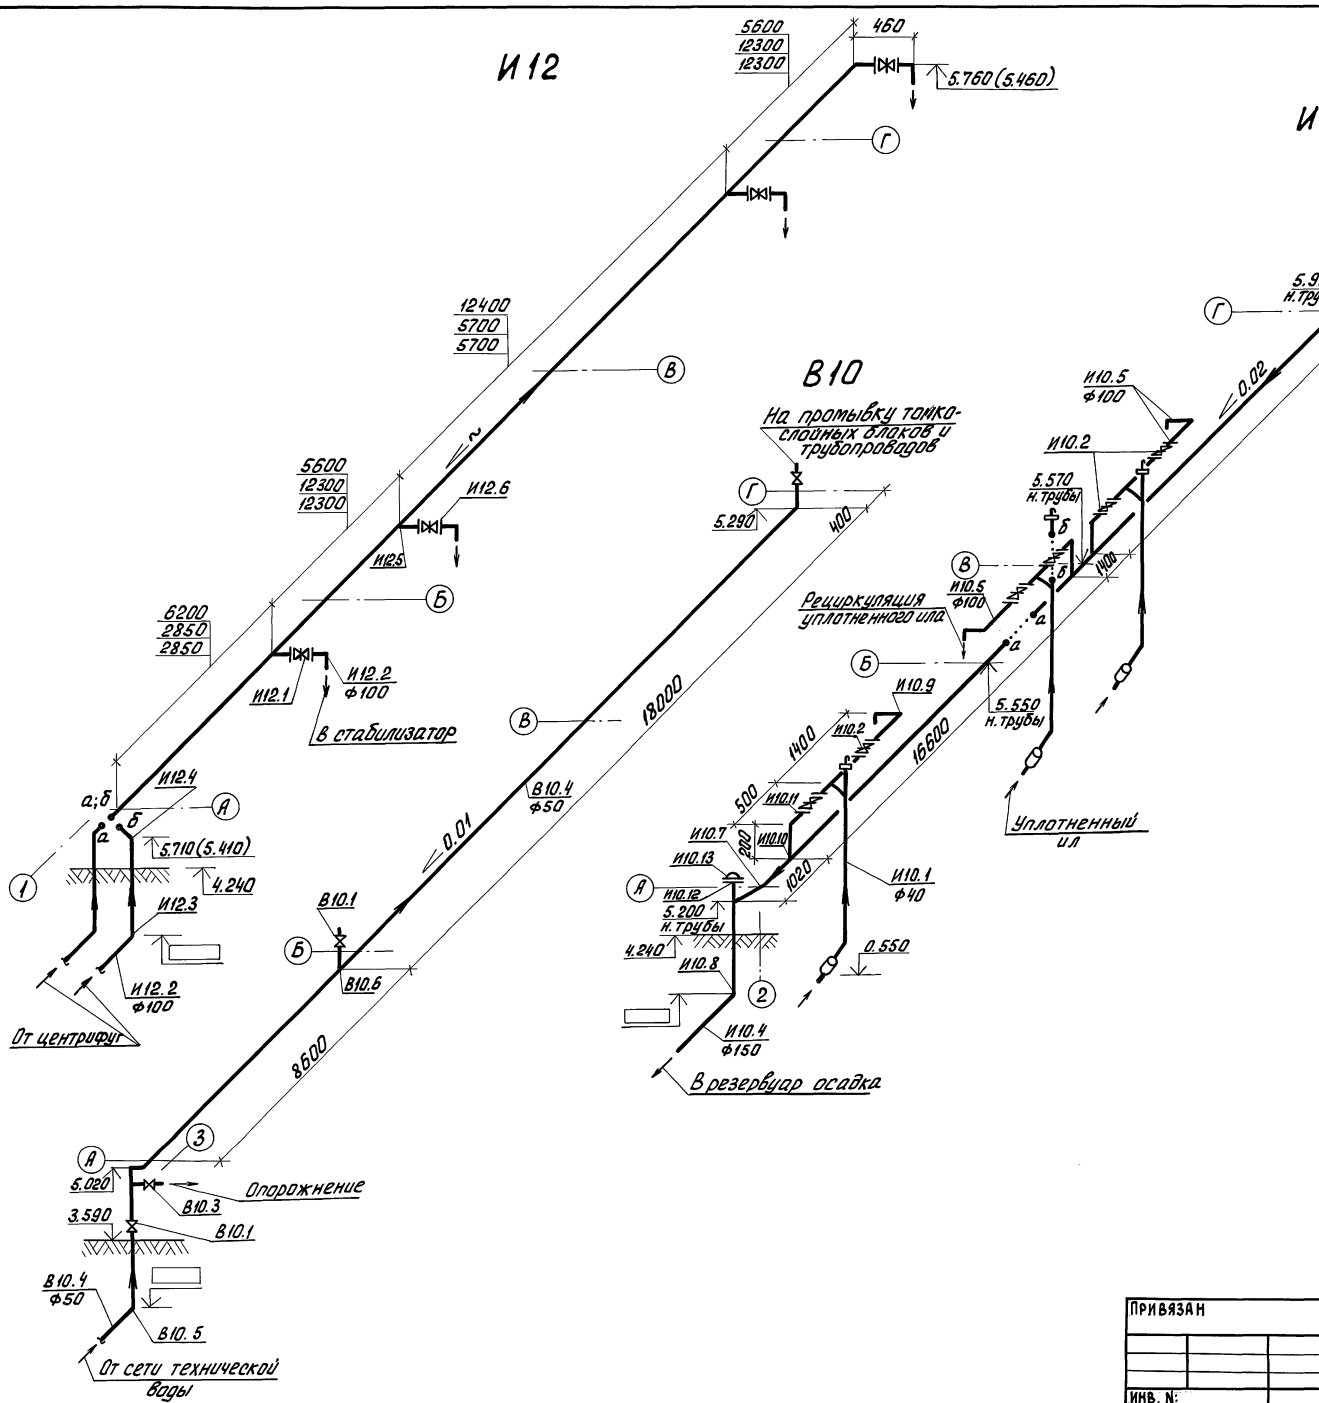 И12
5600
12300
12300
460
5.760 (5.460)
Г
12400
5700
5700
В
5600
12300
12300
И12.6
И12.5
Б
6200
2850
2850
И12.1
И12.2
ф100
В стабилизатор
И12.4
а;б
а
б
А
5.710 (5.410)
4.240
1
И12.3
И12.2
ф100
От центрифуг
В10
На промывку тонко-
слойных блоков и
трубопроводов
Г
5.290
400
18000
В
В10.4
ф50
0.01
В10.1
Б
В10.6
8600
3
А
5.020
Опорожнение
В10.3
3.590
В10.1
В10.4
ф50
В10.5
От сети технической
воды
И
5.9
н.тру
Г
0.02
И10.5
ф100
И10.2
5.570
н.трубы
б
В
б
1400
И10.5
ф100
Рециркуляция
уплотненного ила
а
а
Б
5.550
н.трубы
И10.9
И10.2
1400
16600
500
И10.11
Уплотненный
ил
И10.7
200
И10.10
И10.13
А
И10.12
1020
И10.1
ф40
5.200
н.трубы
4.240
0.550
И10.8
2
И10.4
ф150
В резервуар осадка
Привязан
Инв. N: